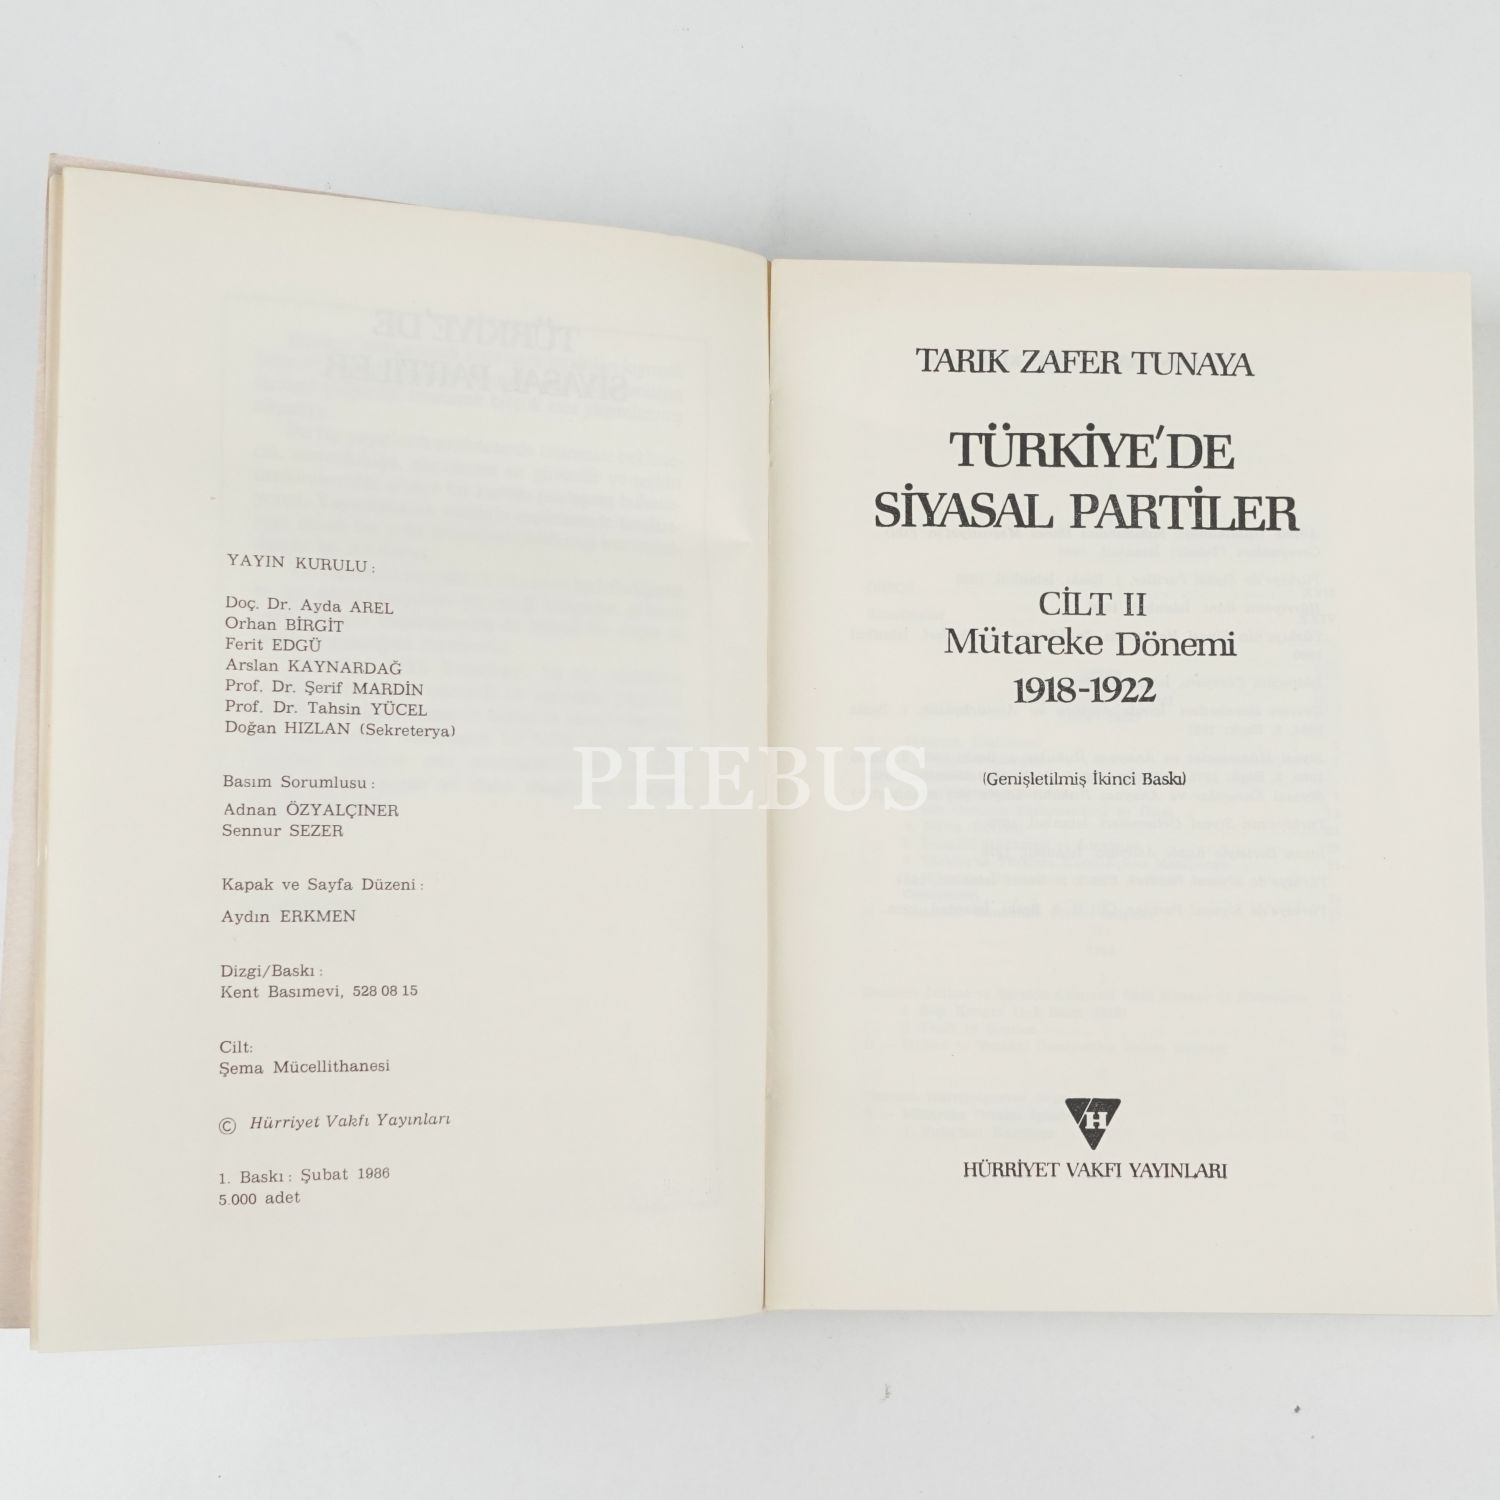 YAYIN KURULU:
Doç. Dr. Ayda AREL
Orhan BİRGİT
Ferit EDGÜ
Arslan KAYNARDAĞ
Prof. Dr. Şerif MARDİN
Prof. Dr. Tahsin YÜCEL
Doğan HIZLAN (Sekreterya)
Basım Sorumlusu:
Adnan ÖZYALÇINER
Sennur SEZER
Kapak ve Sayfa Düzeni:
Aydın ERKMEN
Dizgi/Baskı:
Kent Basımevi, 528 08 15
Cilt:
Şema Mücellithanesi
© Hürriyet Vakfı Yayınları
1. Baskı: Şubat 1986
5.000 adet
TARIK ZAFER TUNAYA
TÜRKİYE'DE
SİYASAL PARTİLER
CİLT II
Mütareke Dönemi
1918-1922
(Genişletilmiş İkinci Baskı)
H
HÜRRİYET VAKFI YAYINLARI
PHEBUS